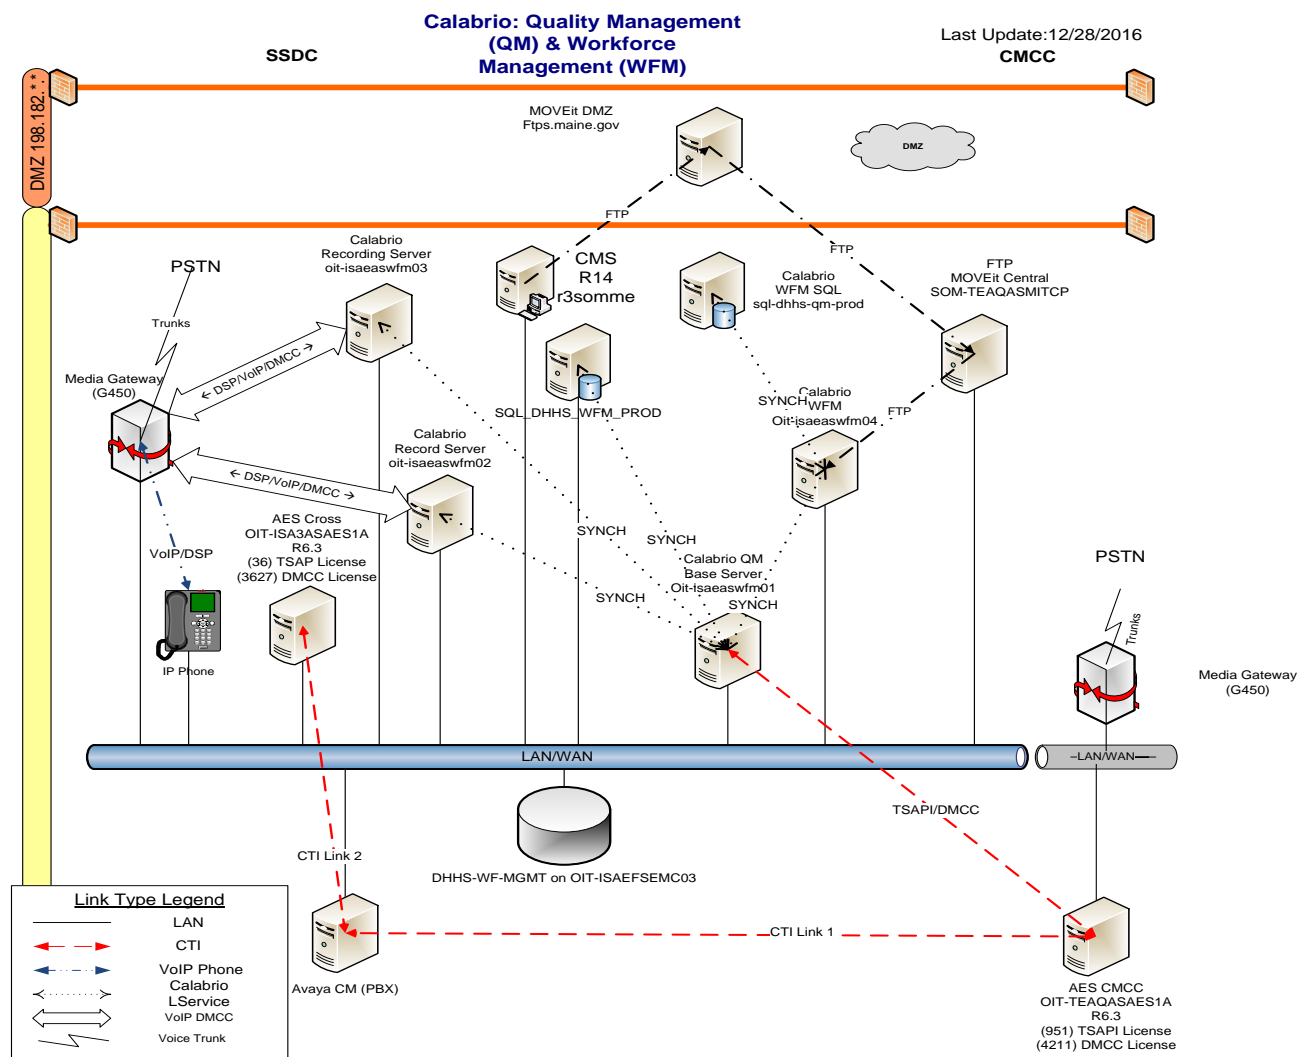 Calabrio: Quality Management
(QM) & Workforce
Management (WFM)
Last Update:12/28/2016
SSDC
CMCC
DMZ 198.182.*.*
MOVEit DMZ
Ftps.maine.gov
DMZ
FTP
FTP
Calabrio
Recording Server
oit-isaeaswfm03
CMS
R14
r3somme
Calabrio
WFM SQL
sql-dhhs-qm-prod
FTP
MOVEit Central
SOM-TEAQASMITCP
PSTN
Trunks
← DSP/VoIP/DMCC →
Media Gateway
(G450)
SQL_DHHS_WFM_PROD
SYNCH
Calabrio
WFM
Oit-isaeaswfm04
FTP
Calabrio
Record Server
oit-isaeaswfm02
← DSP/VoIP/DMCC →
AES Cross
OIT-ISA3ASAES1A
R6.3
(36) TSAP License
(3627) DMCC License
VoIP/DSP
SYNCH
SYNCH
Calabrio QM
Base Server
Oit-isaeaswfm01
SYNCH
SYNCH
PSTN
Trunks
IP Phone
Media Gateway
(G450)
LAN/WAN
LAN/WAN
TSAPI/DMCC
CTI Link 2
DHHS-WF-MGMT on OIT-ISAEFSEMC03
CTI Link 1
Avaya CM (PBX)
AES CMCC
OIT-TEAQASAES1A
R6.3
(951) TSAPI License
(4211) DMCC License
Link Type Legend
LAN
CTI
VoIP Phone
Calabrio
LService
VoIP DMCC
Voice Trunk